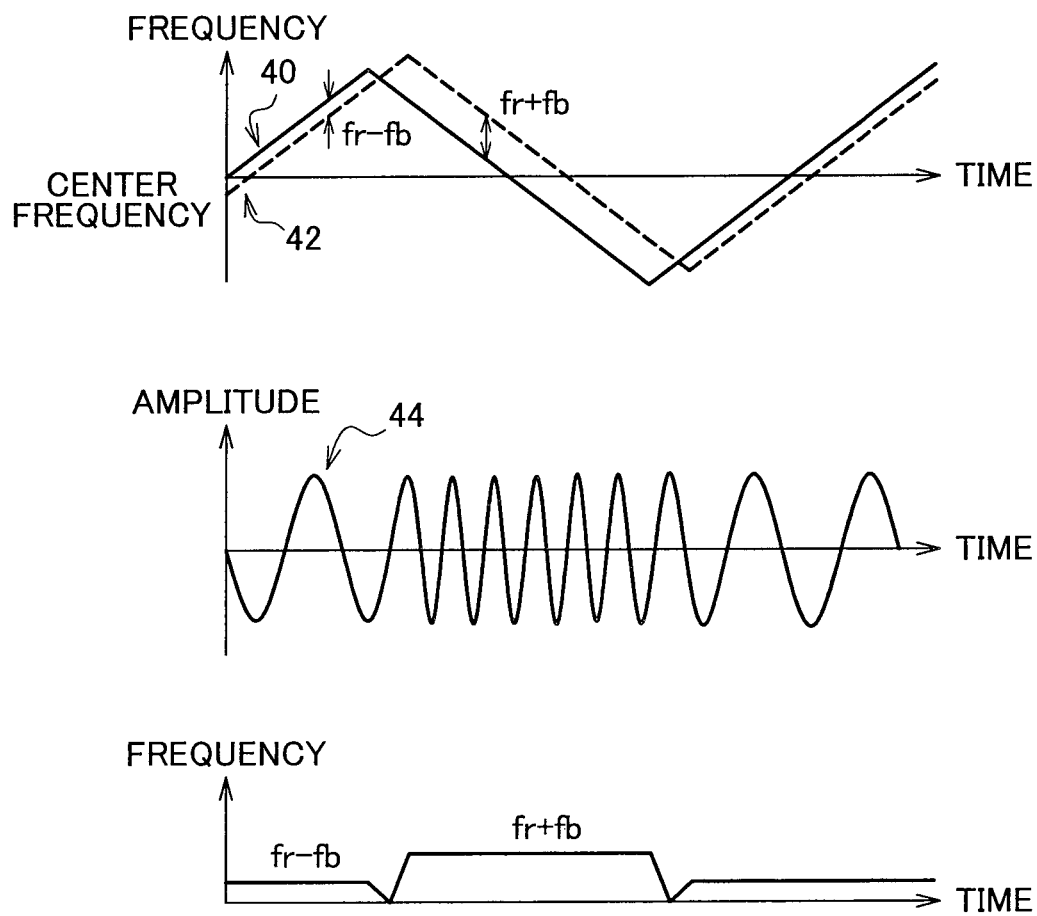 FREQUENCY
40
fr−fb
fr+fb
CENTER
FREQUENCY
TIME
42
AMPLITUDE
44
TIME
FREQUENCY
fr−fb
fr+fb
TIME